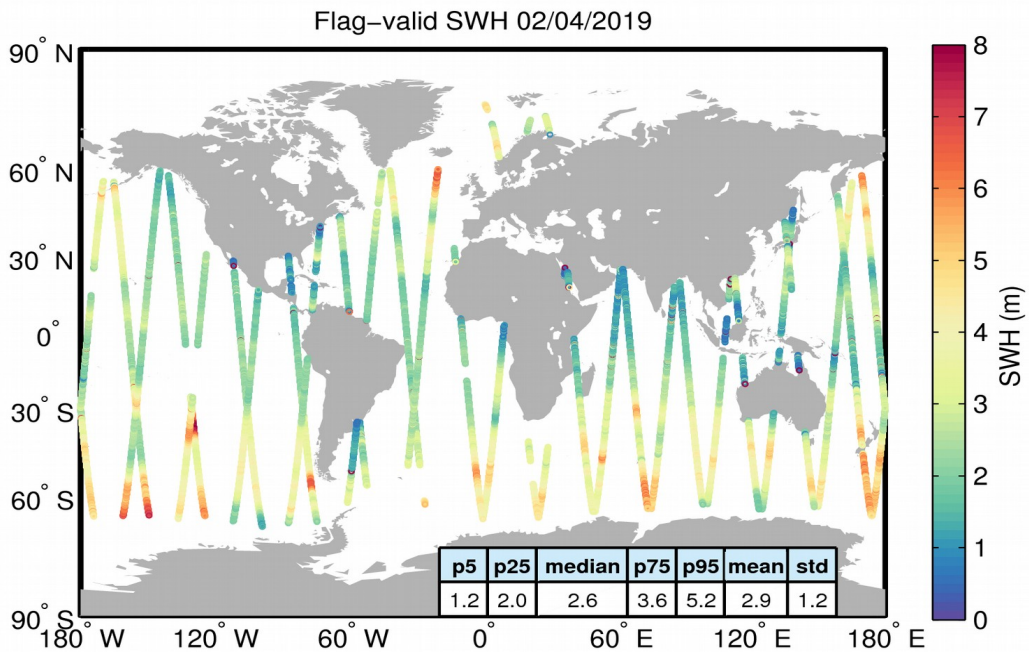 Flag−valid SWH 02/04/2019
90° N
60° N
30° N
0°
30° S
60° S
90° S
180° W
120° W
60° W
0°
60° E
120° E
180° E
8
7
6
5
4
3
2
1
0
SWH (m)
p5 p25 median p75 p95 mean std
1.2 2.0 2.6 3.6 5.2 2.9 1.2